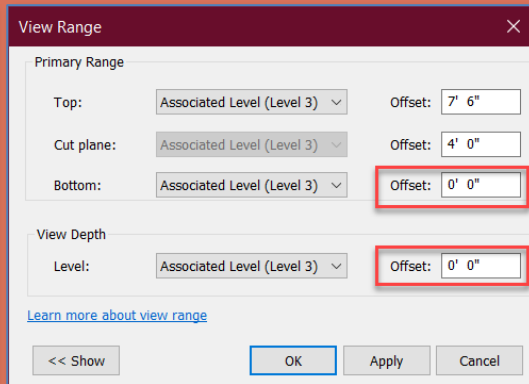 View Range
Primary Range
Top: Associated Level (Level 3) Offset: 7' 6"
Cut plane: Associated Level (Level 3) Offset: 4' 0"
Bottom: Associated Level (Level 3) Offset: 0' 0"
View Depth
Level: Associated Level (Level 3) Offset: 0' 0"
Learn more about view range
<< Show OK Apply Cancel